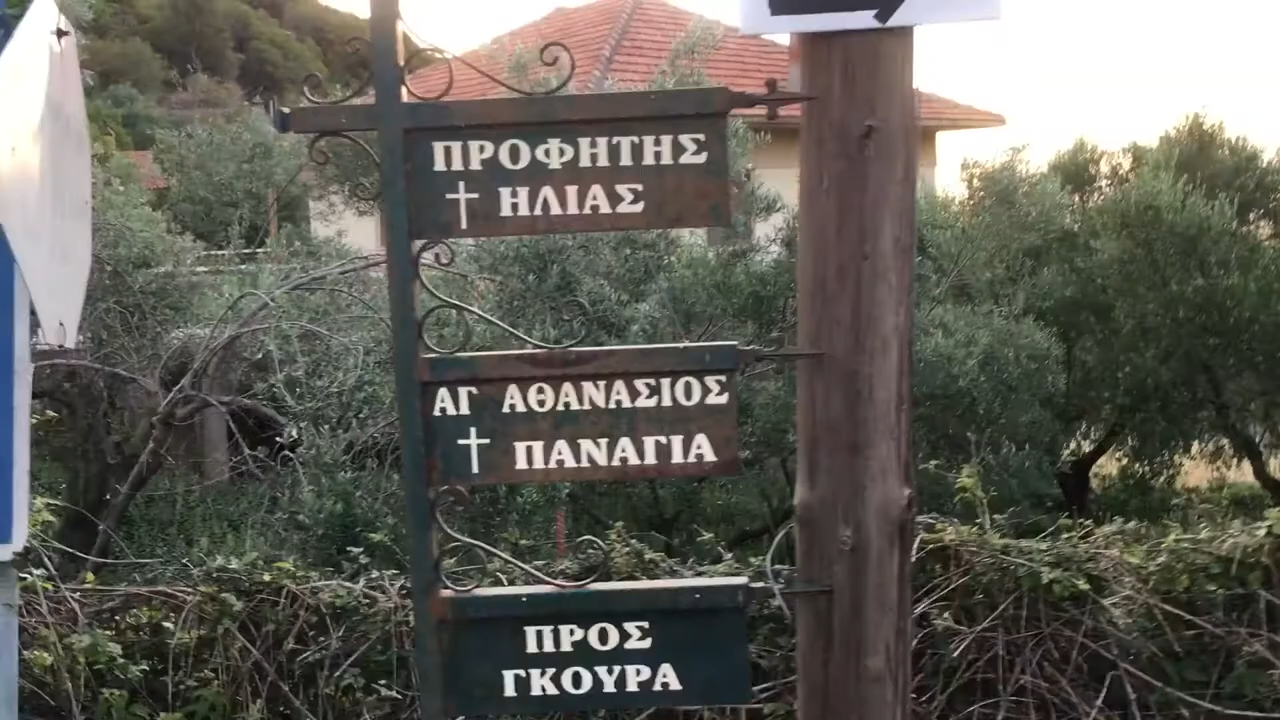 ΠΡΟΦΗΤΗΣ
† ΗΛΙΑΣ
ΑΓ ΑΘΑΝΑΣΙΟΣ
† ΠΑΝΑΓΙΑ
ΠΡΟΣ
ΓΚΟΥΡΑ